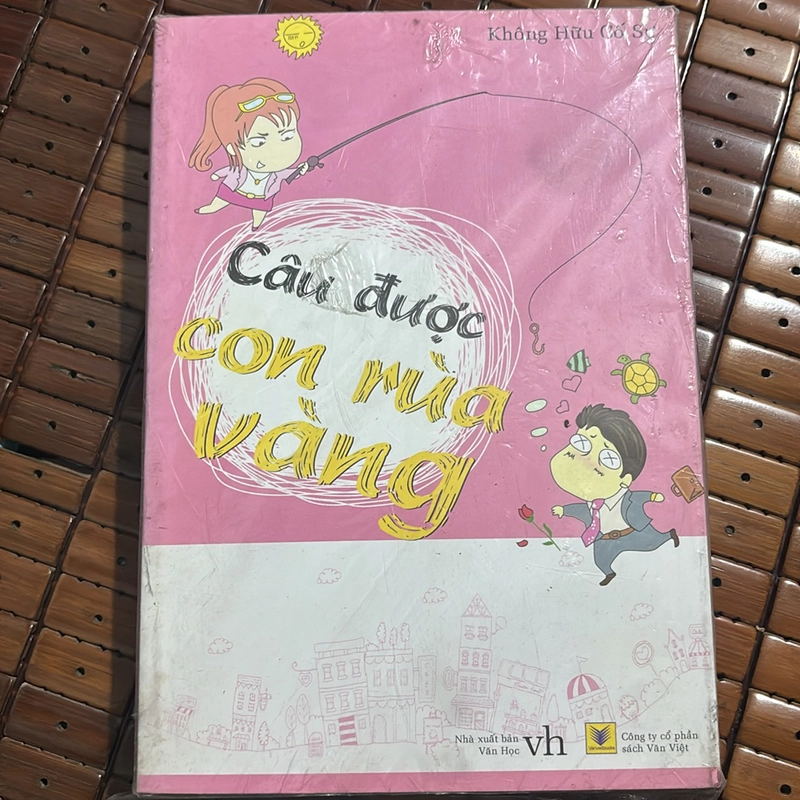 Không Hữu Cố Sự
Câu được
con rùa
vàng
Nhà xuất bản
Văn Học
vh
Công ty cổ phần
sách Văn Việt